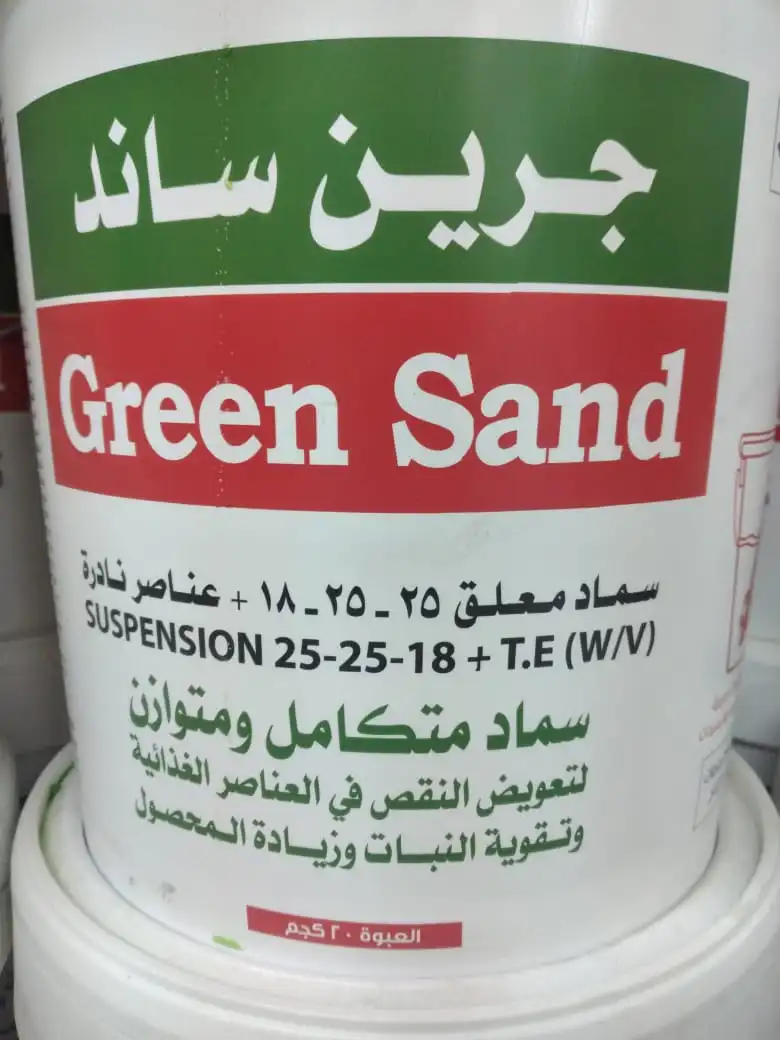 جرين ساند
Green Sand
سماد معلق ٢٥ - ٢٥ - ١٨ + عناصر نادرة
SUSPENSION 25-25-18 + T.E (W/V)
سماد متكامل ومتوازن
لتعويض النقص في العناصر الغذائية
وتقوية النبات وزيادة المحصول
العبوة ٢٠ كجم